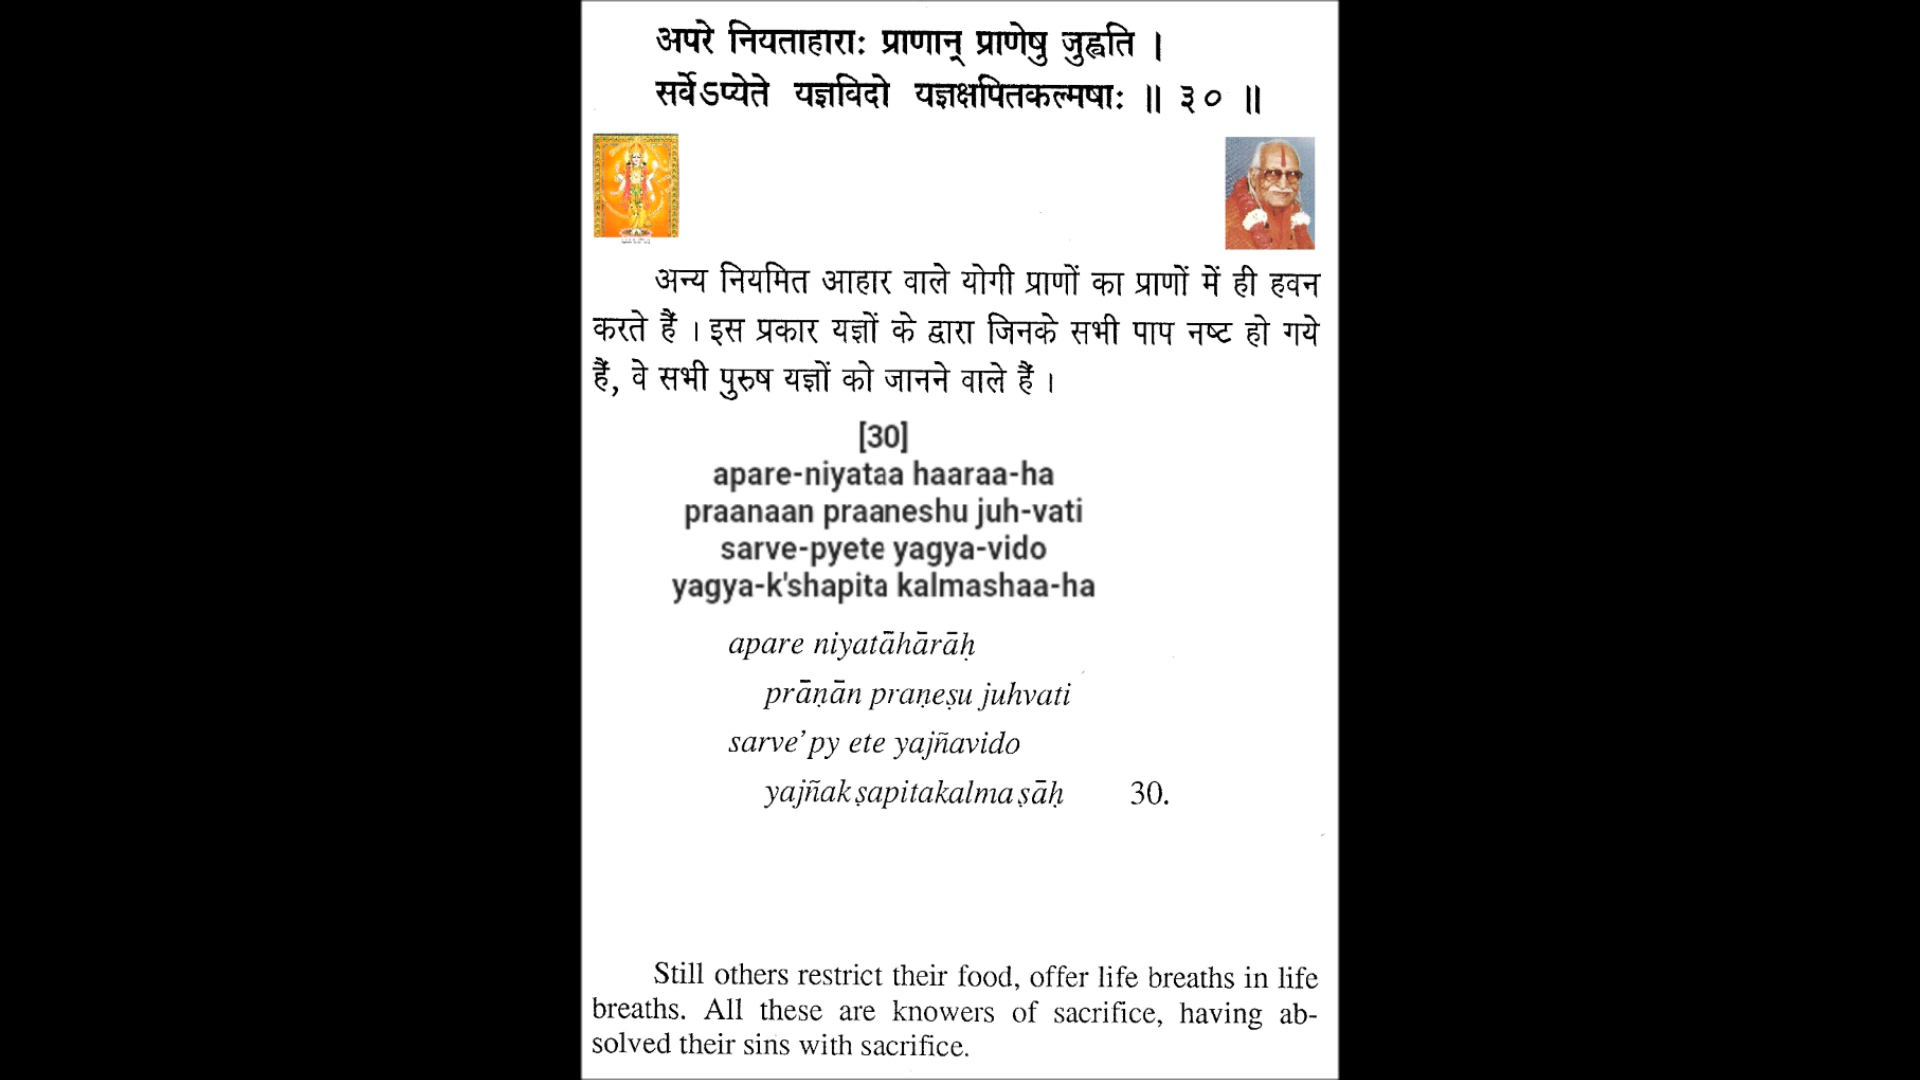 अपरे नियताहाराः प्राणान् प्राणेषु जुह्वति ।
सर्वेऽप्येते यज्ञविदो यज्ञक्षपितकल्मषाः ॥ ३० ॥
अन्य नियमित आहार वाले योगी प्राणों का प्राणों में ही हवन
करते हैं । इस प्रकार यज्ञों के द्वारा जिनके सभी पाप नष्ट हो गये
हैं, वे सभी पुरुष यज्ञों को जानने वाले हैं ।
[30]
apare-niyataa haaraa-ha
praanaan praaneshu juh-vati
sarve-pyete yagya-vido
yagya-k'shapita kalmashaa-ha
apare niyatāhārāḥ
prāṇān praṇeṣu juhvati
sarve’py ete yajñavido
yajñakṣapitakalmaṣāḥ 30.
Still others restrict their food, offer life breaths in life
breaths. All these are knowers of sacrifice, having ab-
solved their sins with sacrifice.